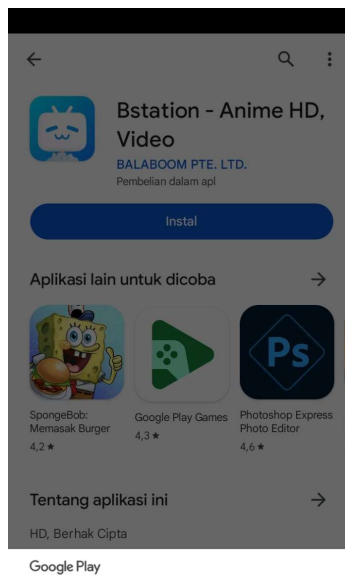 Bstation - Anime HD,
Video
BALABOOM PTE. LTD.
Pembelian dalam apl
Instal
Aplikasi lain untuk dicoba
SpongeBob:
Memasak Burger
4,2 ★
Google Play Games
4,3 ★
Ps
Photoshop Express
Photo Editor
4,6 ★
Tentang aplikasi ini
HD, Berhak Cipta
Google Play